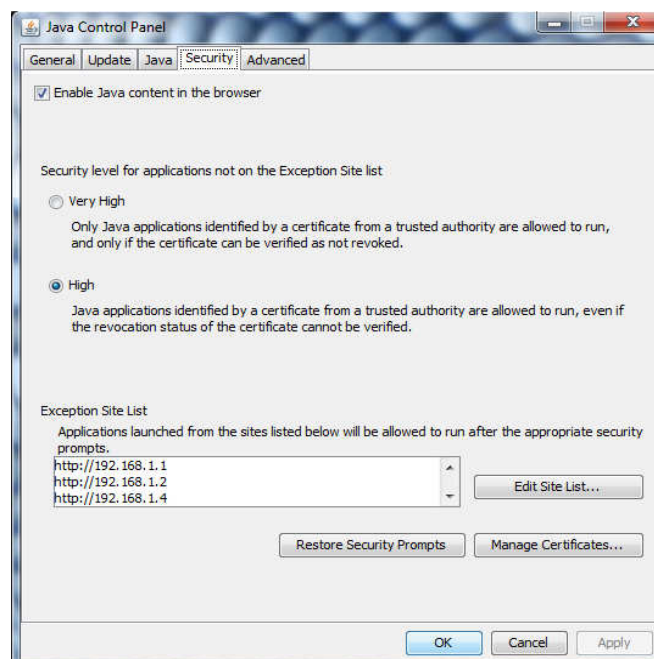 Java Control Panel
General Update Java Security Advanced
Enable Java content in the browser
Security level for applications not on the Exception Site list
Very High
Only Java applications identified by a certificate from a trusted authority are allowed to run,
and only if the certificate can be verified as not revoked.
High
Java applications identified by a certificate from a trusted authority are allowed to run, even if
the revocation status of the certificate cannot be verified.
Exception Site List
Applications launched from the sites listed below will be allowed to run after the appropriate security
prompts.
http://192.168.1.1
http://192.168.1.2
http://192.168.1.4
Edit Site List...
Restore Security Prompts Manage Certificates...
OK Cancel Apply